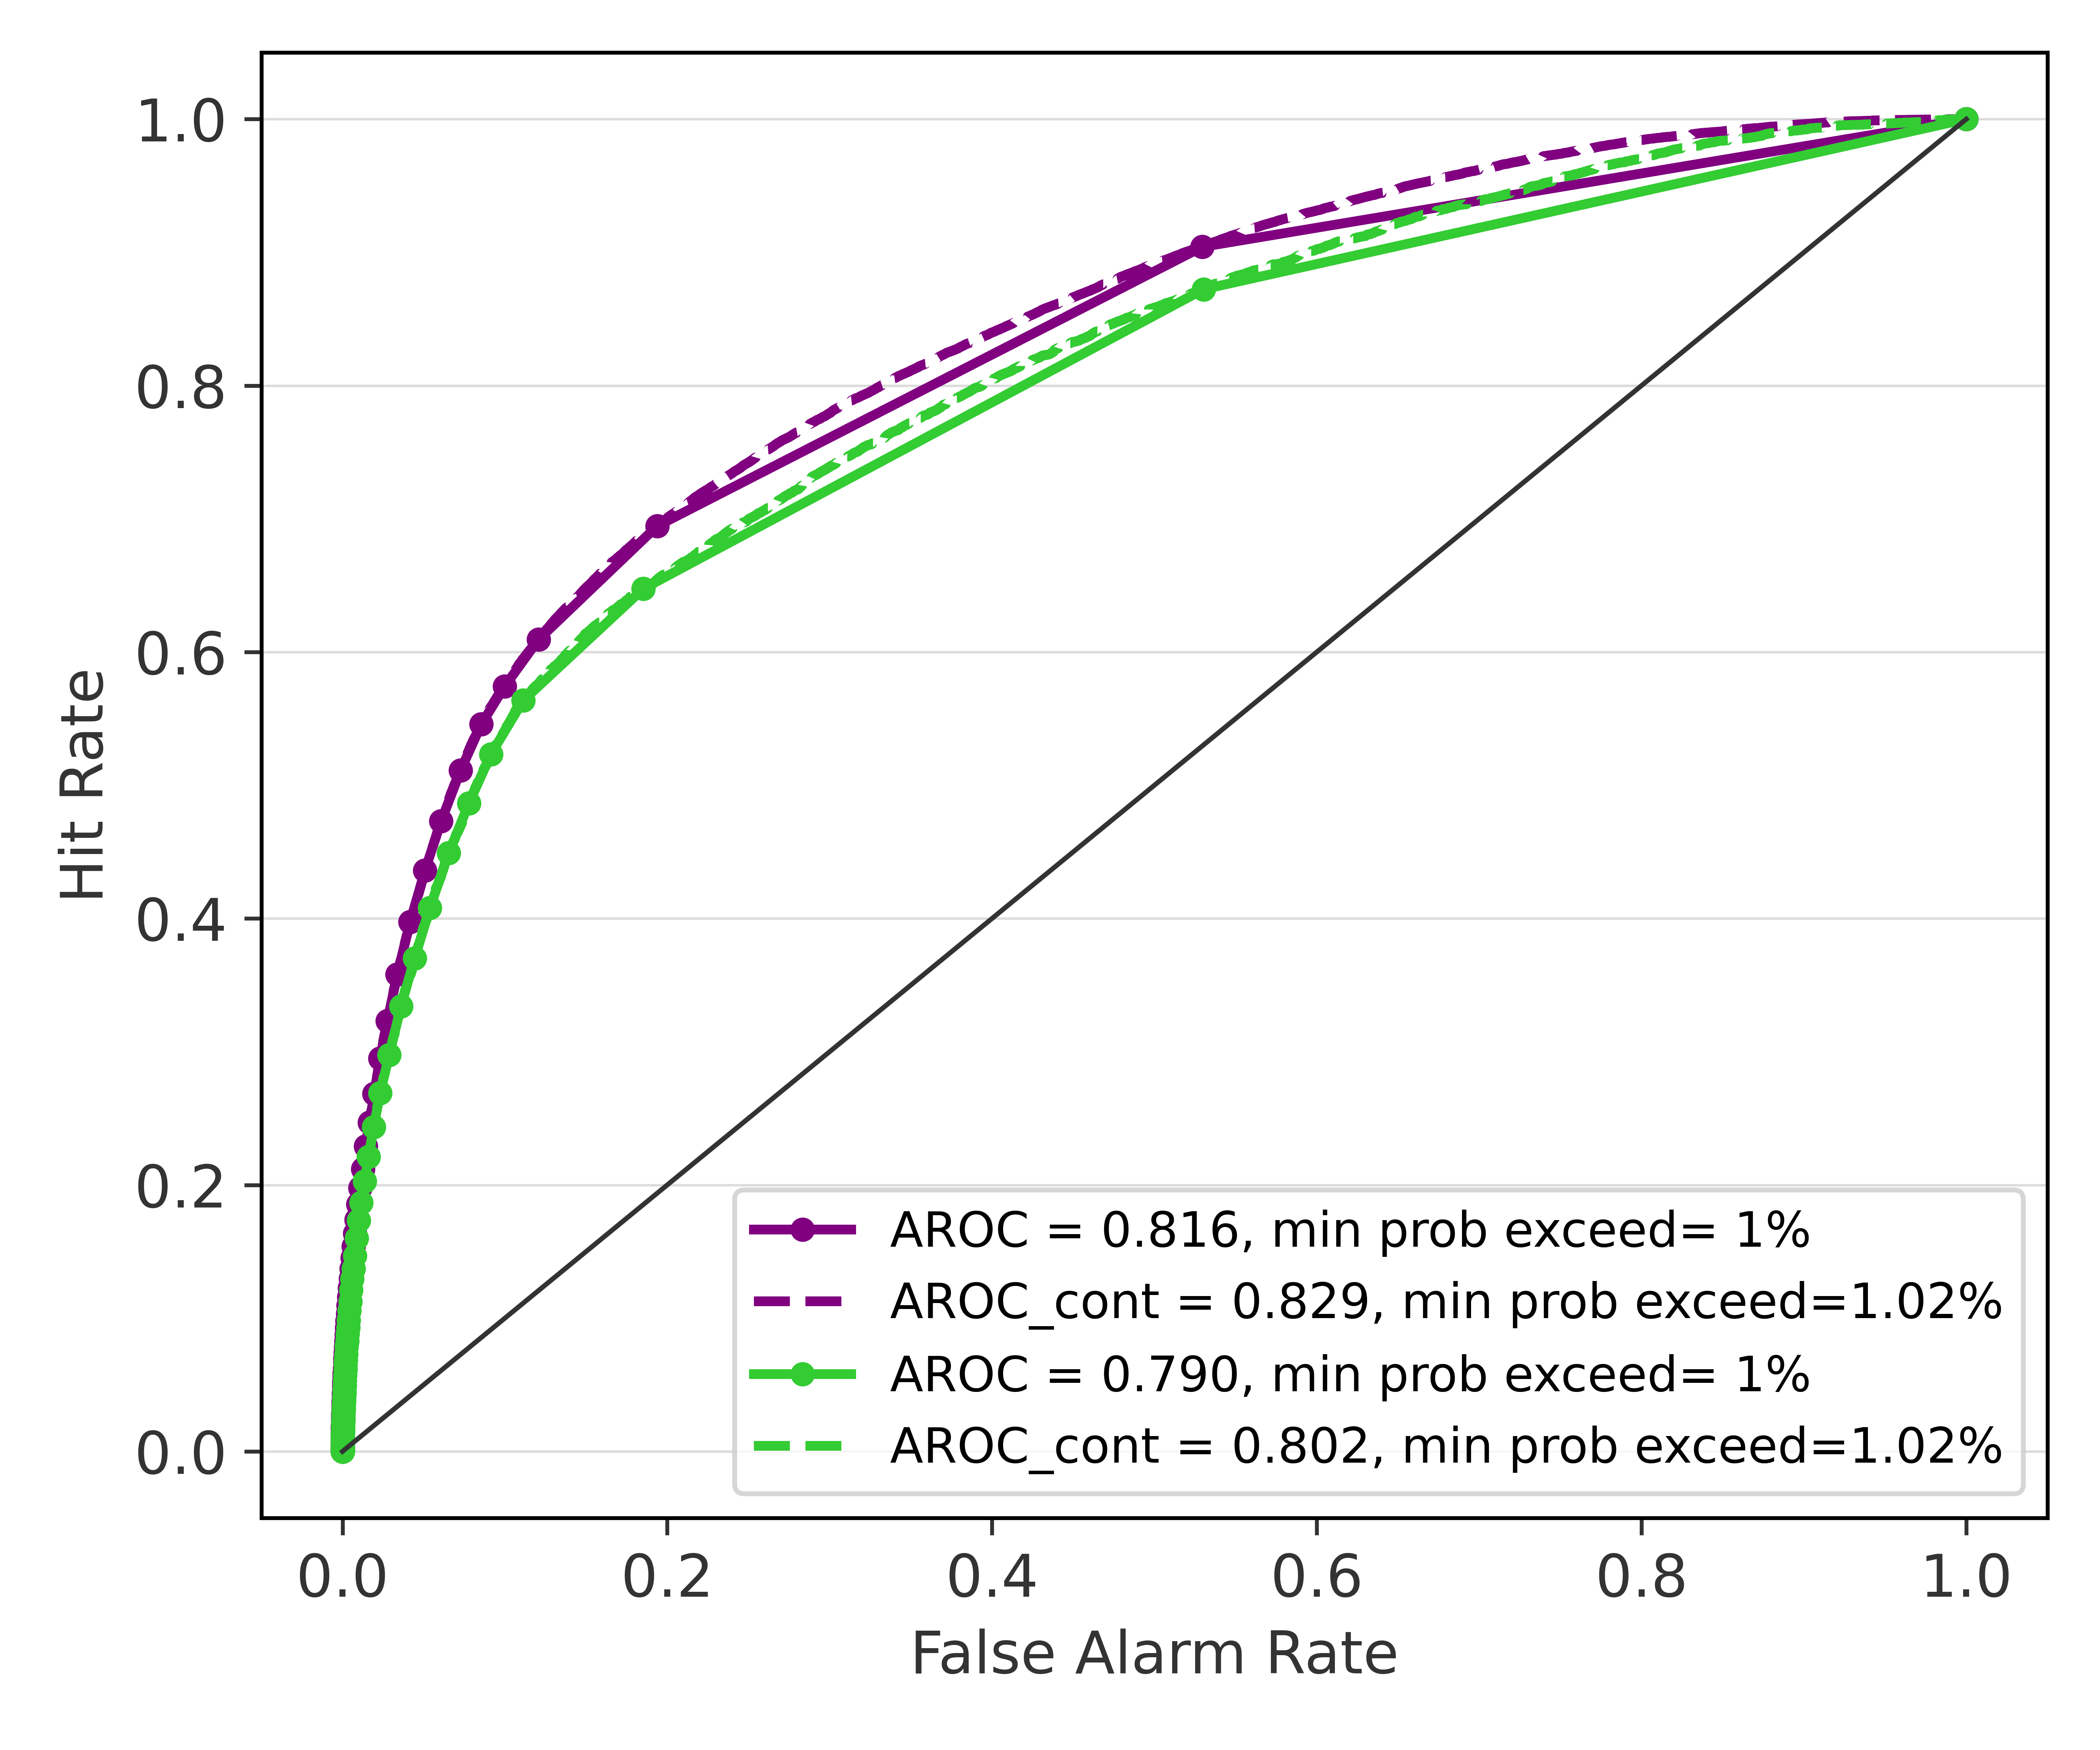 1.0
0.8
0.6
0.4
0.2
0.0
Hit Rate
AROC = 0.816, min prob exceed= 1%
AROC_cont = 0.829, min prob exceed=1.02%
AROC = 0.790, min prob exceed= 1%
AROC_cont = 0.802, min prob exceed=1.02%
0.0 0.2 0.4 0.6 0.8 1.0
False Alarm Rate